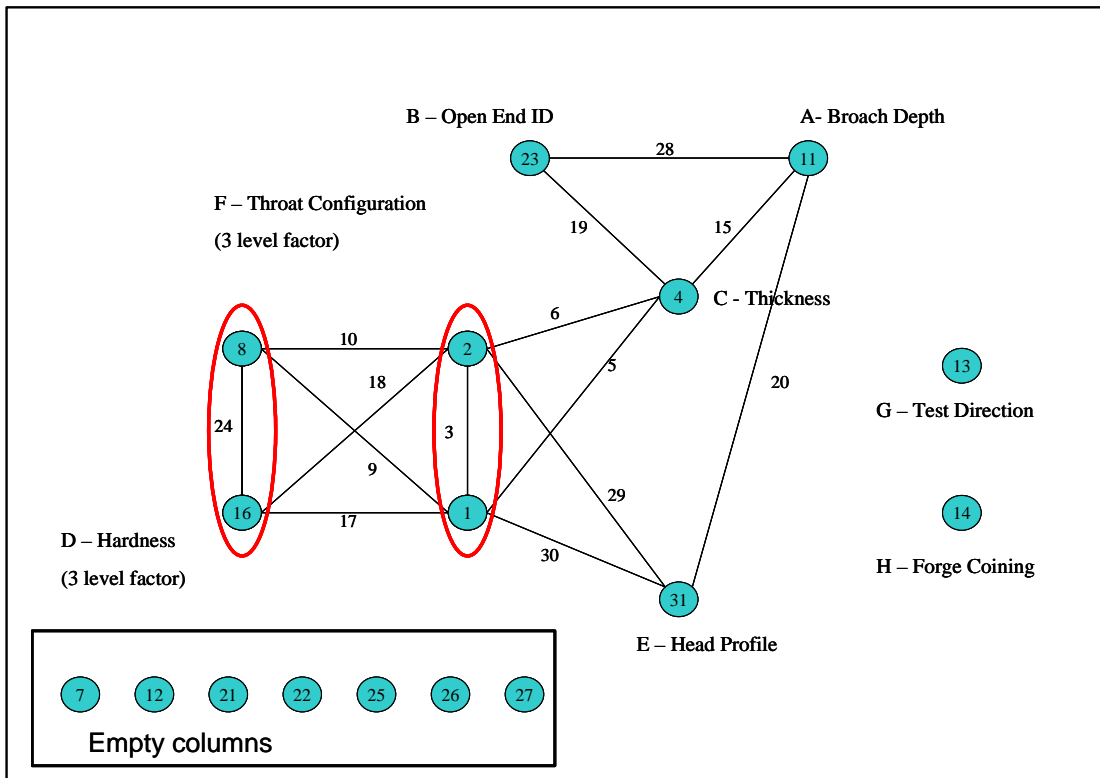 B – Open End ID
A- Broach Depth
23
28
11
F – Throat Configuration
(3 level factor)
19
15
4
C - Thickness
6
8
10
2
5
13
18
20
G – Test Direction
24
3
9
29
16
17
1
14
D – Hardness
(3 level factor)
30
H – Forge Coining
31
E – Head Profile
7 12 21 22 25 26 27
Empty columns